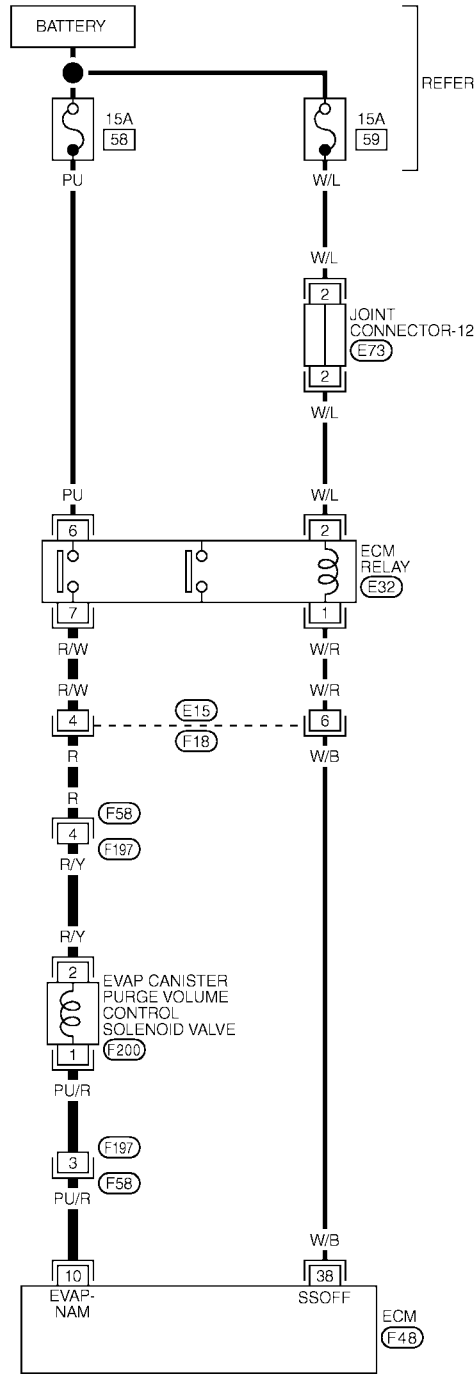 BATTERY
REFER
15A
58
15A
59
PU
W/L
W/L
2
JOINT
CONNECTOR-12
E73
2
W/L
PU
W/L
6
2
ECM
RELAY
E32
7
1
R/W
W/R
R/W
W/R
4
E15
F18
6
R
W/B
R
F58
4
F197
R/Y
R/Y
2
EVAP CANISTER
PURGE VOLUME
CONTROL
SOLENOID VALVE
F200
1
PU/R
F197
3
F58
PU/R
W/B
10
38
EVAP-
NAM
SSOFF
ECM
F48